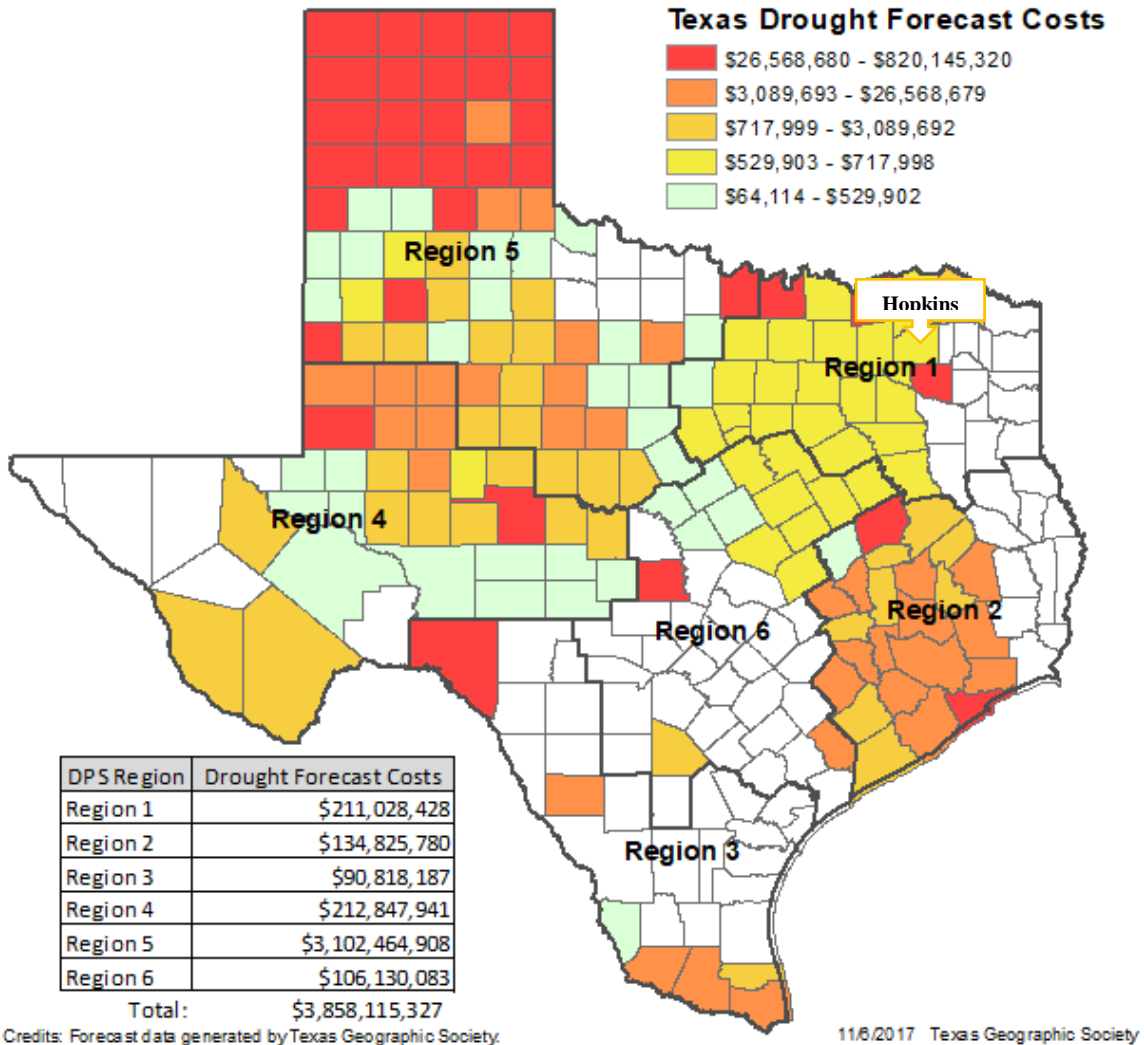 Texas Drought Forecast Costs
$26,568,680 - $820,145,320
$3,089,693 - $26,568,679
$717,999 - $3,089,692
$529,903 - $717,998
$64,114 - $529,902
Region 5
Hopkins
Region 1
Region 4
Region 2
Region 6
Region 3
DPS Region Drought Forecast Costs
Region 1 $211,028,428
Region 2 $134,825,780
Region 3 $90,818,187
Region 4 $212,847,941
Region 5 $3,102,464,908
Region 6 $106,130,083
Total: $3,858,115,327
Credits: Forecast data generated by Texas Geographic Society.
11/6/2017 Texas Geographic Society